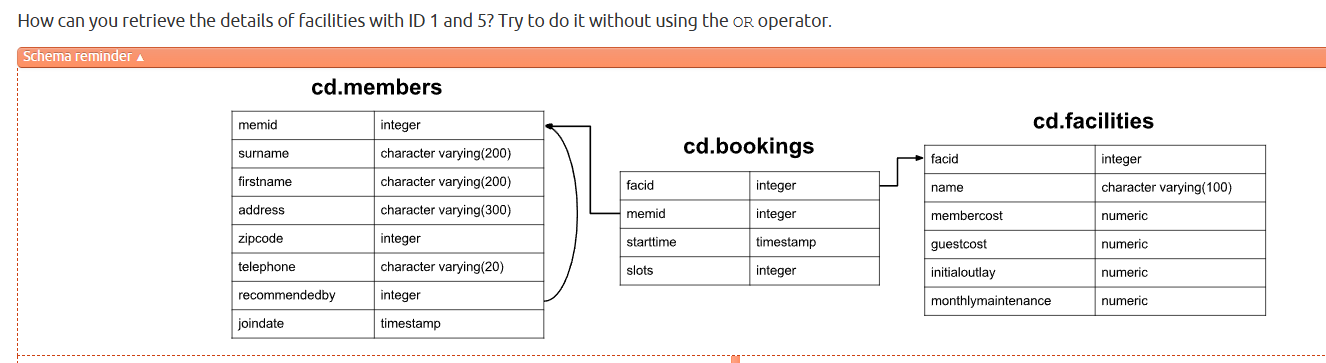 How can you retrieve the details of facilities with ID 1 and 5? Try to do it without using the OR operator.
Schema reminder ▲
cd.members
memid integer
surname character varying(200)
firstname character varying(200)
address character varying(300)
zipcode integer
telephone character varying(20)
recommendedby integer
joindate timestamp
cd.bookings
facid integer
memid integer
starttime timestamp
slots integer
cd.facilities
facid integer
name character varying(100)
membercost numeric
guestcost numeric
initialoutlay numeric
monthlymaintenance numeric